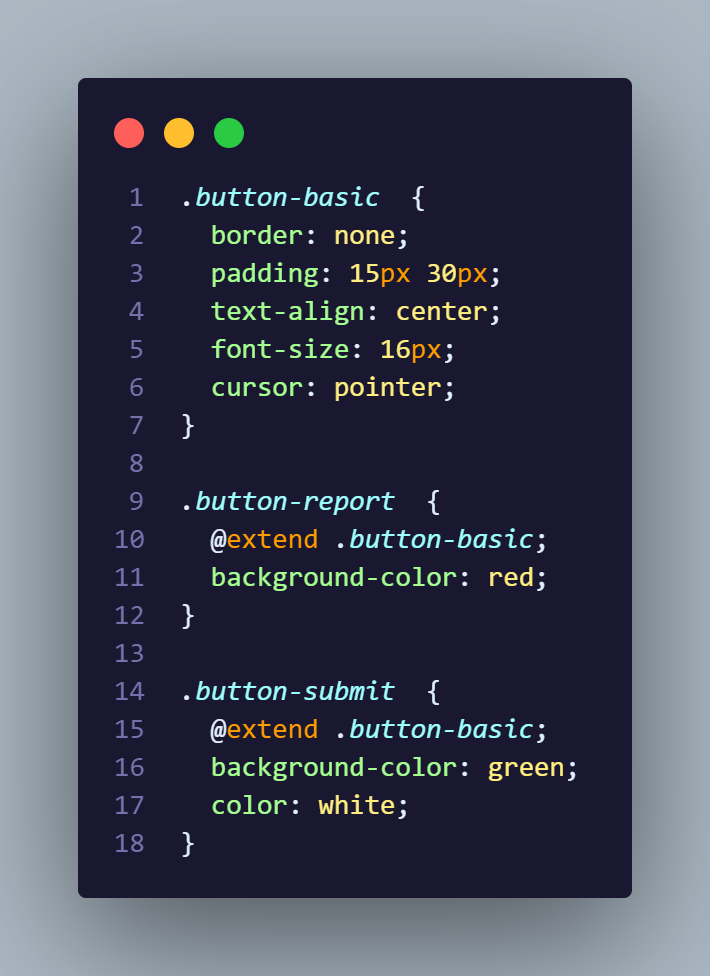 1 .button-basic  {
2   border: none;
3   padding: 15px 30px;
4   text-align: center;
5   font-size: 16px;
6   cursor: pointer;
7 }
8
9 .button-report  {
10   @extend .button-basic;
11   background-color: red;
12 }
13
14 .button-submit  {
15   @extend .button-basic;
16   background-color: green;
17   color: white;
18 }